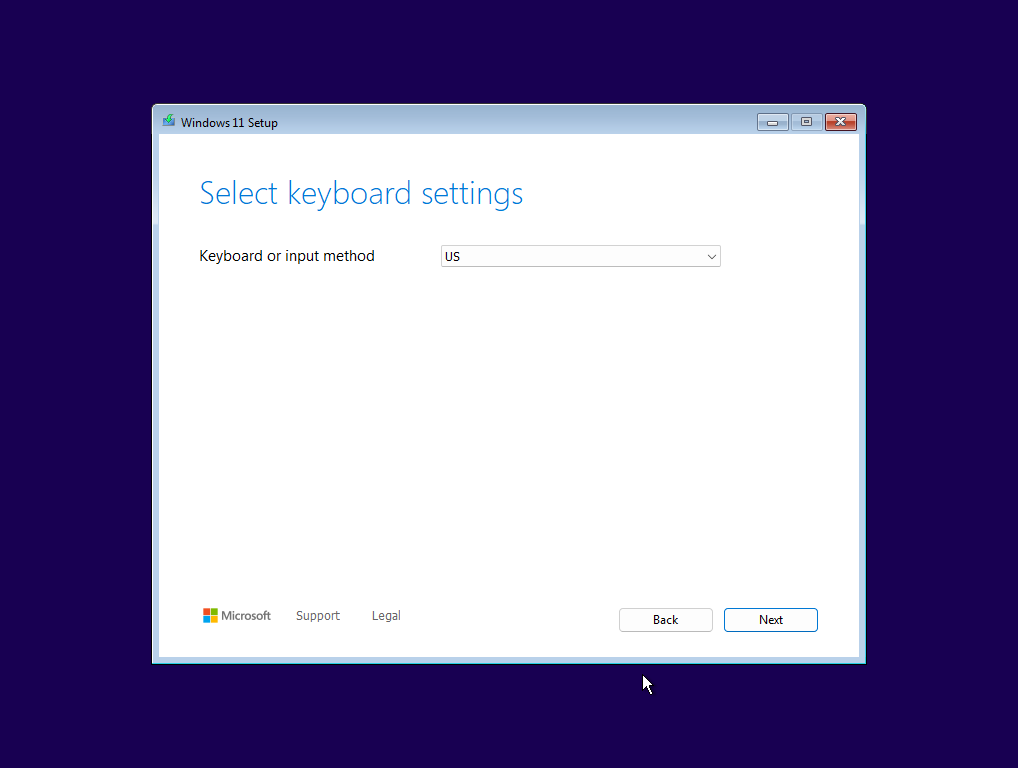 Windows 11 Setup
Select keyboard settings
Keyboard or input method US
Microsoft Support Legal Back Next